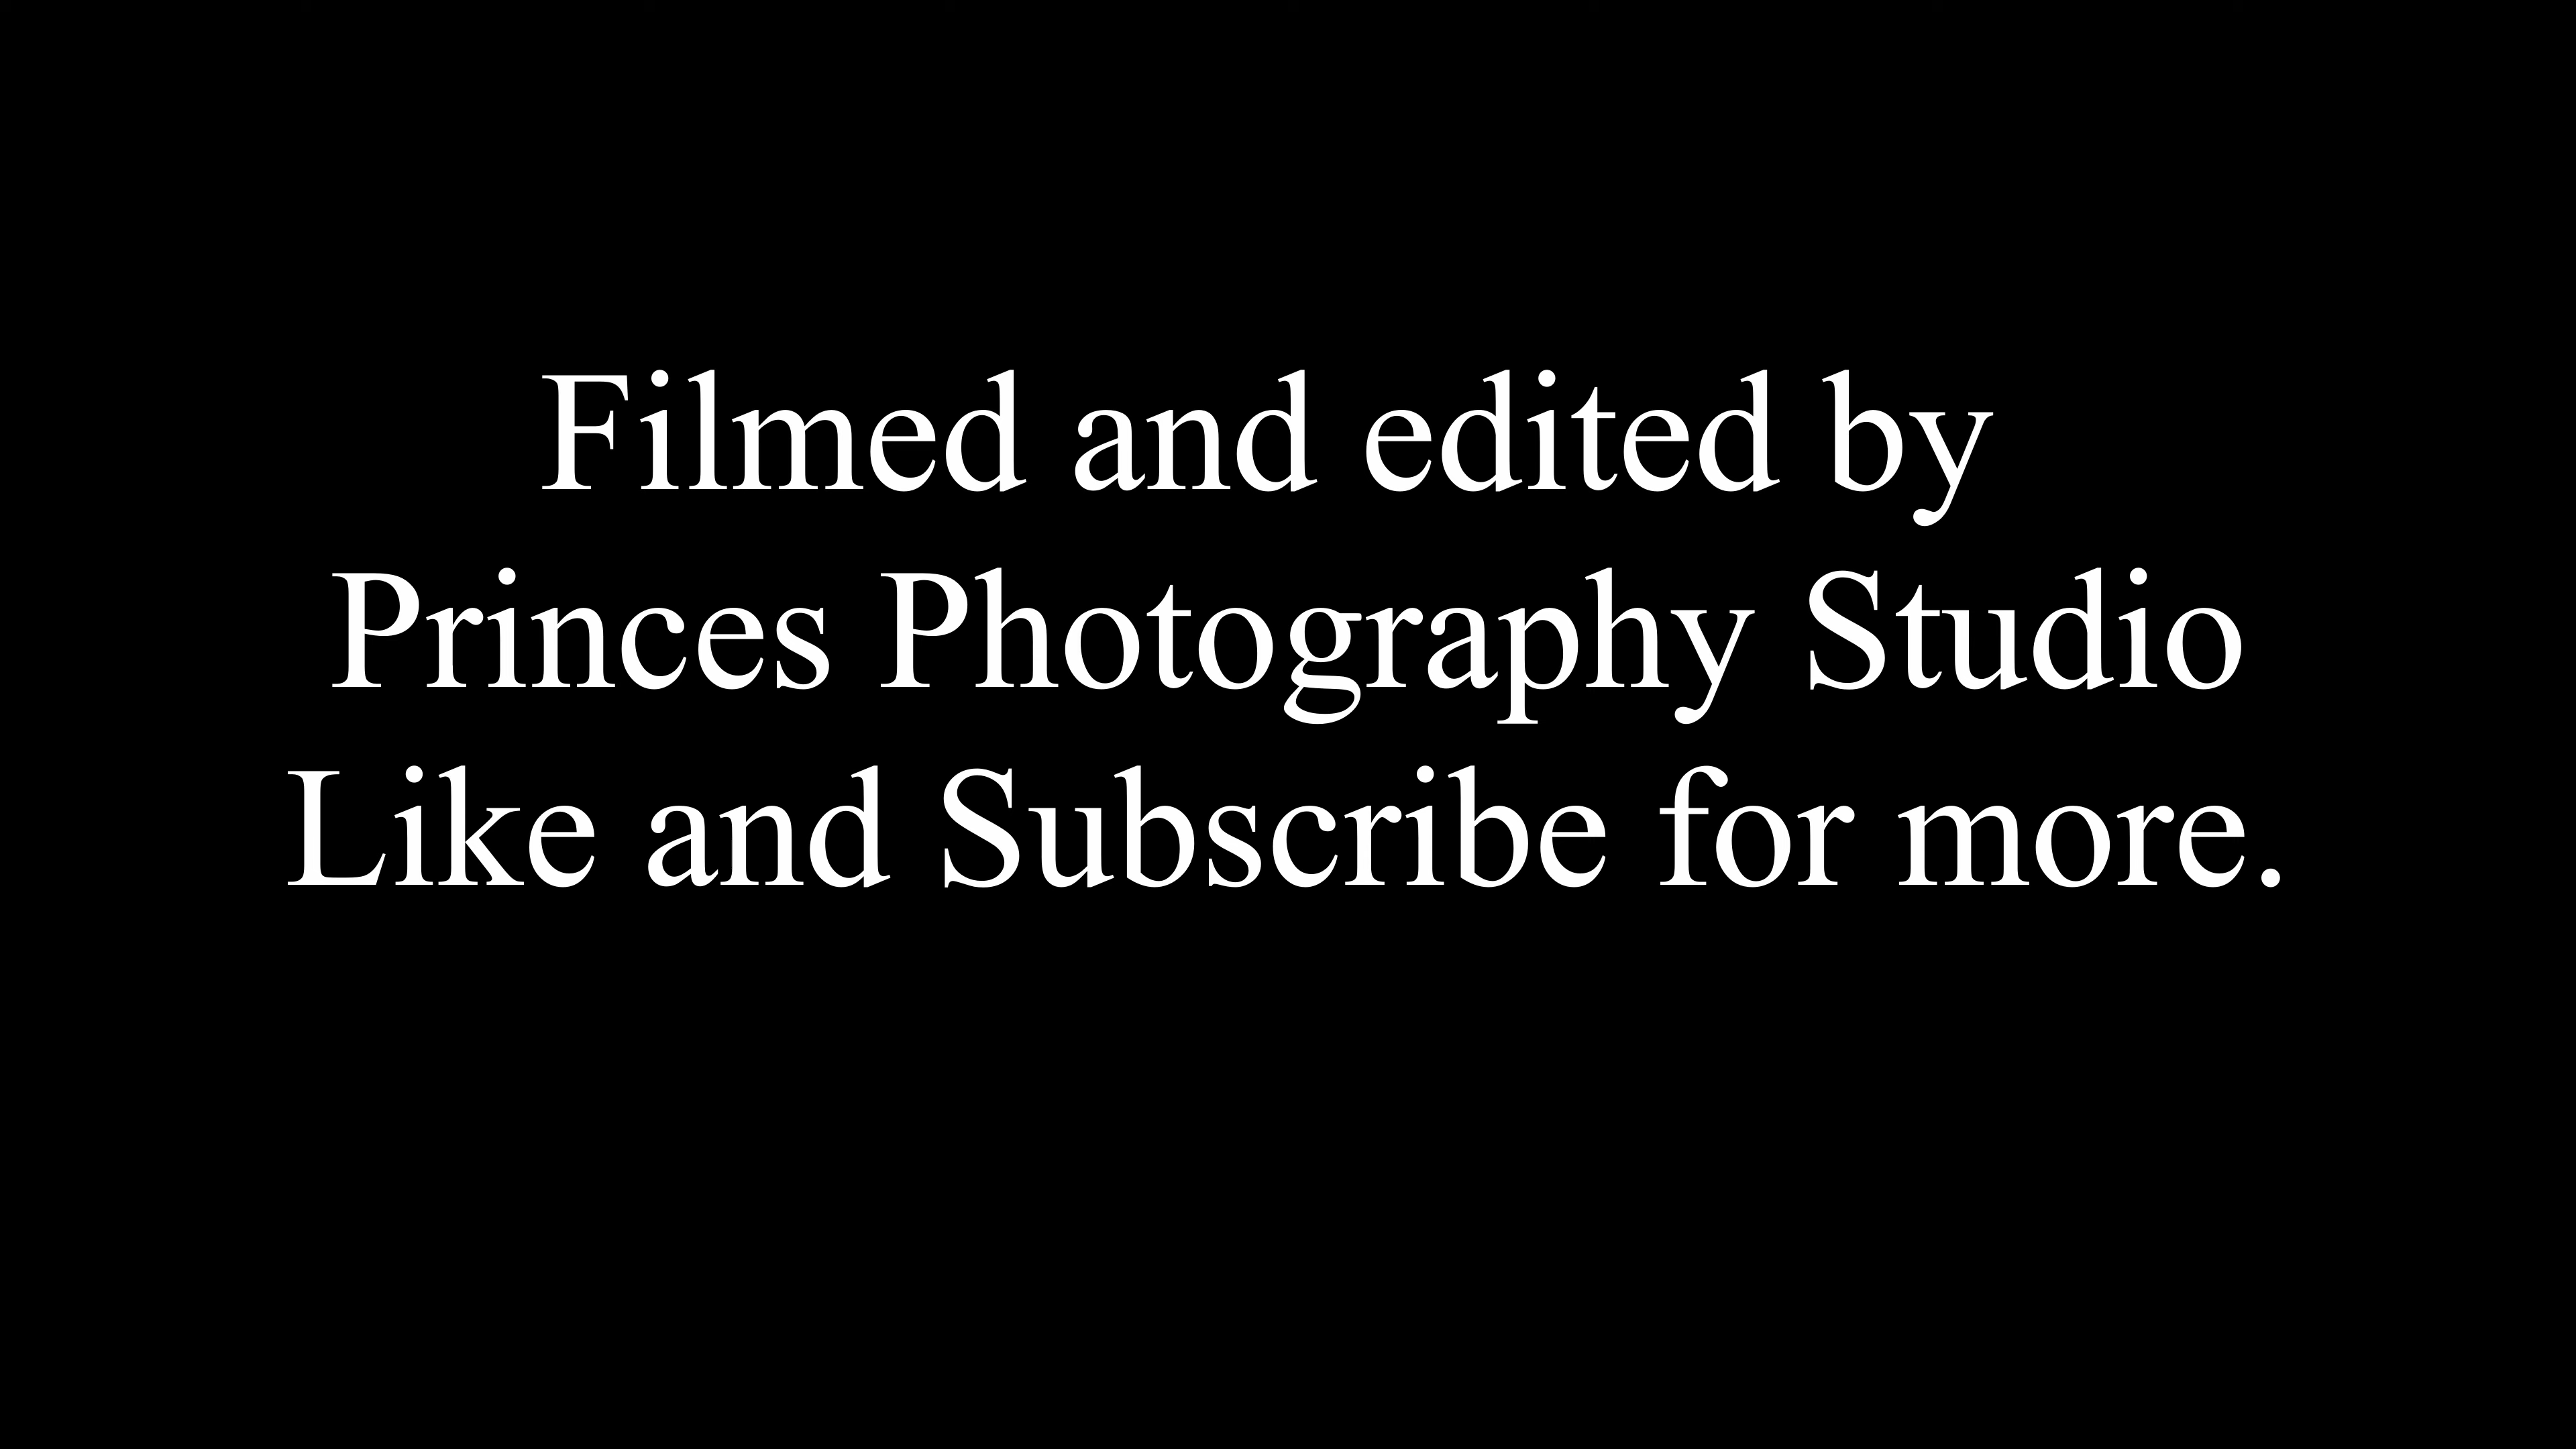 Filmed and edited by
Princes Photography Studio
Like and Subscribe for more.